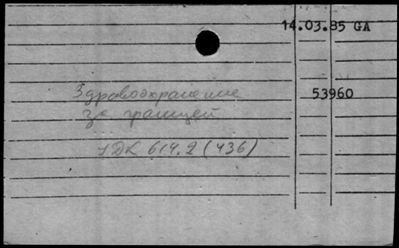 14.03.85 GA
Здравоохранение 53960
за границей
УДК 614.2 (436)